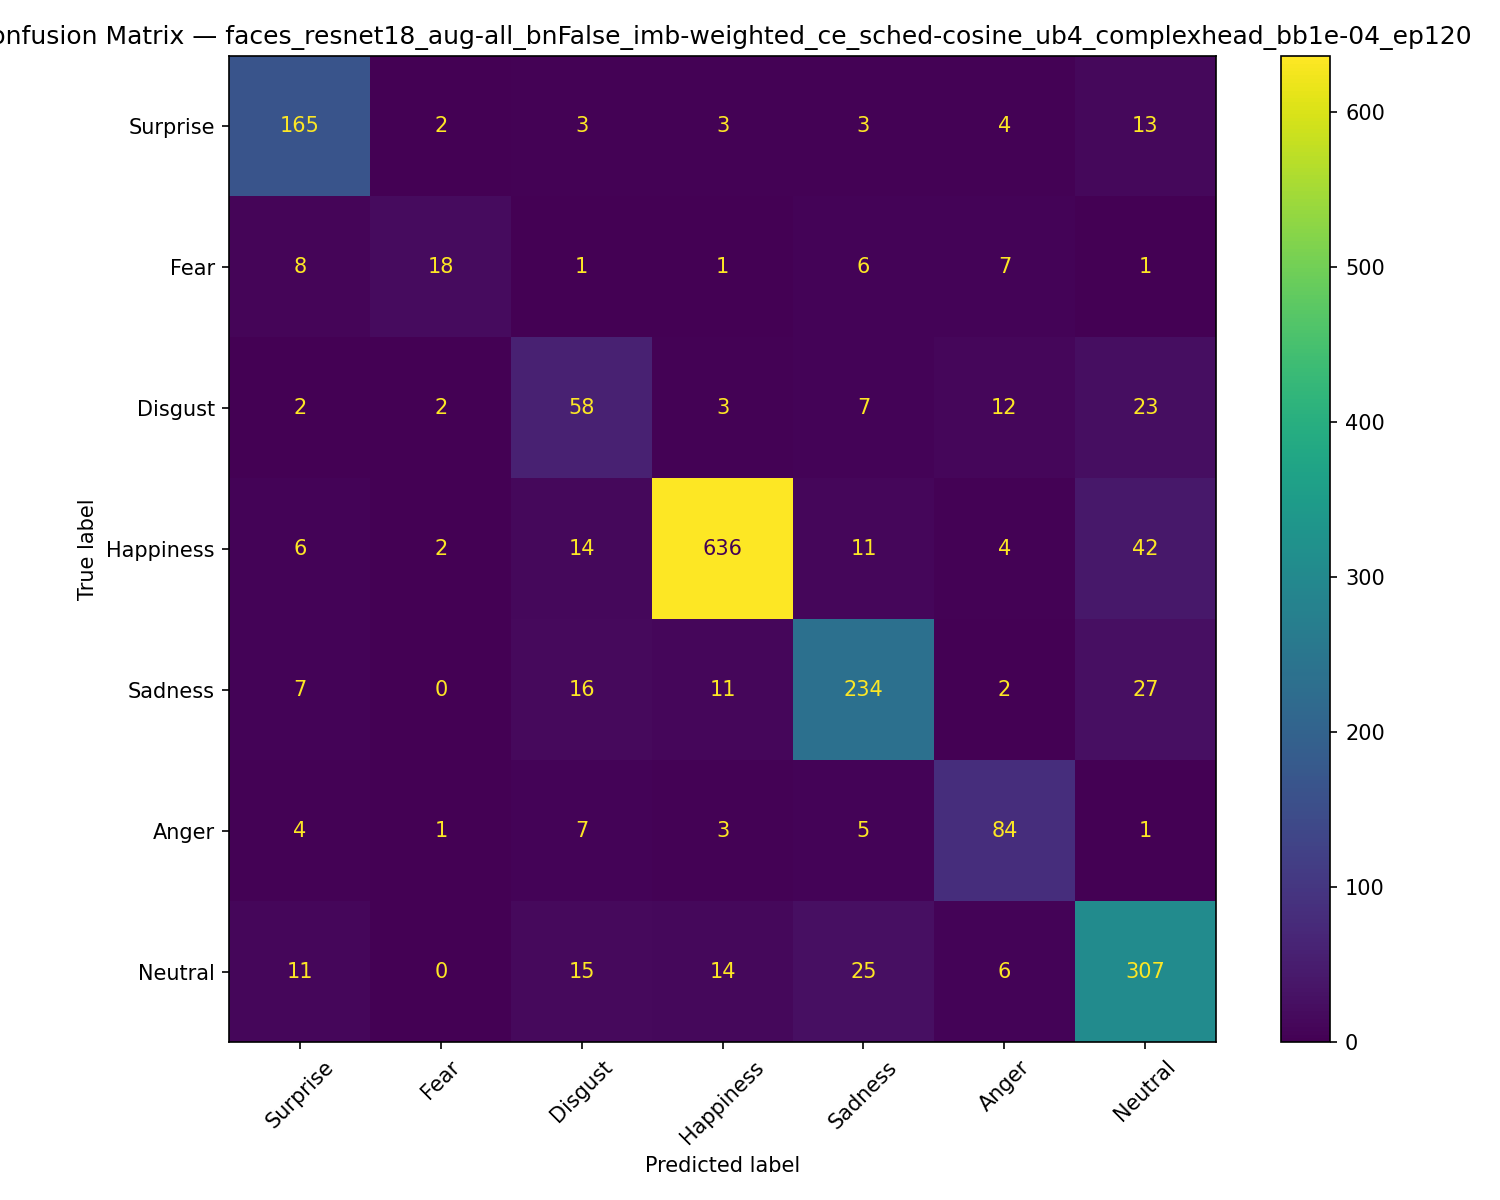 onfusion Matrix — faces_resnet18_aug-all_bnFalse_imb-weighted_ce_sched-cosine_ub4_complexhead_bb1e-04_ep120
Surprise 165 2 3 3 3 4 13
Fear 8 18 1 1 6 7 1
Disgust 2 2 58 3 7 12 23
Happiness 6 2 14 636 11 4 42
Sadness 7 0 16 11 234 2 27
Anger 4 1 7 3 5 84 1
Neutral 11 0 15 14 25 6 307
True label
Surprise Fear Disgust Happiness Sadness Anger Neutral
Predicted label
600
500
400
300
200
100
0